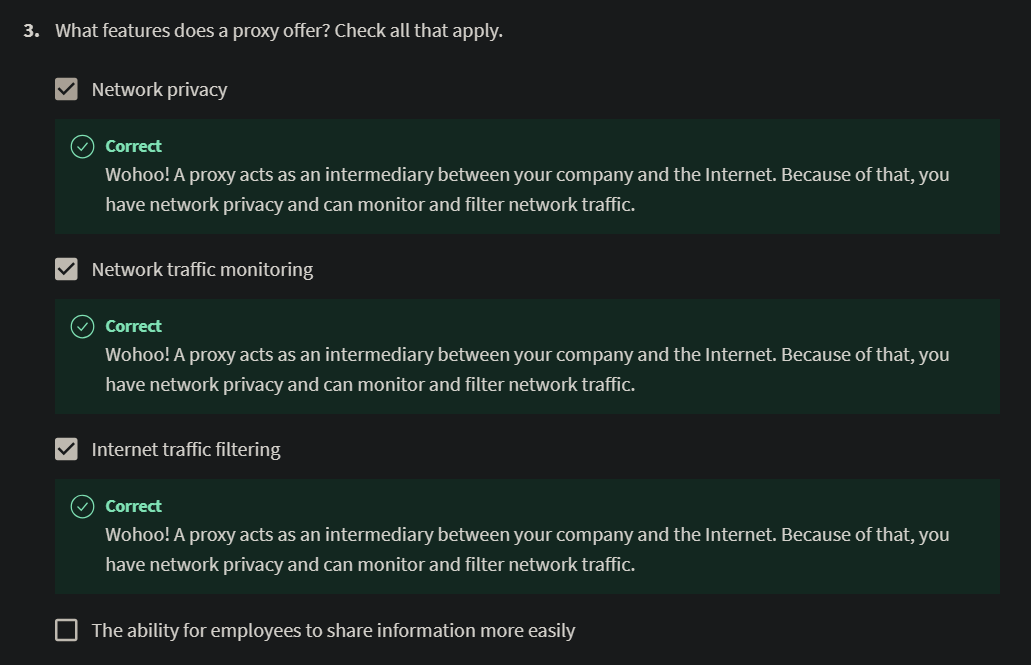 3. What features does a proxy offer? Check all that apply.
Network privacy
Correct
Wohoo! A proxy acts as an intermediary between your company and the Internet. Because of that, you
have network privacy and can monitor and filter network traffic.
Network traffic monitoring
Correct
Wohoo! A proxy acts as an intermediary between your company and the Internet. Because of that, you
have network privacy and can monitor and filter network traffic.
Internet traffic filtering
Correct
Wohoo! A proxy acts as an intermediary between your company and the Internet. Because of that, you
have network privacy and can monitor and filter network traffic.
The ability for employees to share information more easily